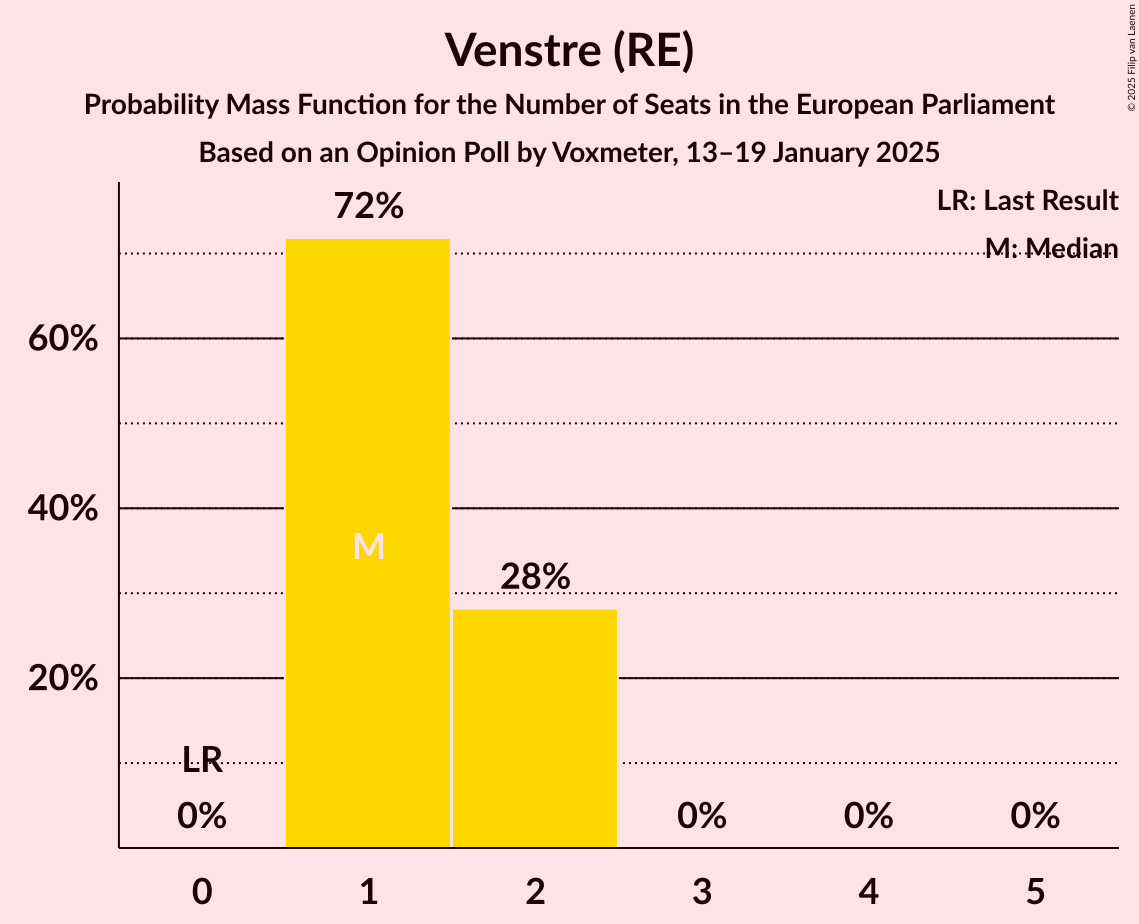 Venstre (RE)
Probability Mass Function for the Number of Seats in the European Parliament
Based on an Opinion Poll by Voxmeter, 13–19 January 2025
© 2025 Filip van Laenen
LR: Last Result
M: Median
72%
60%
40%
M
28%
20%
LR
0%
0%
0%
0%
0
1
2
3
4
5